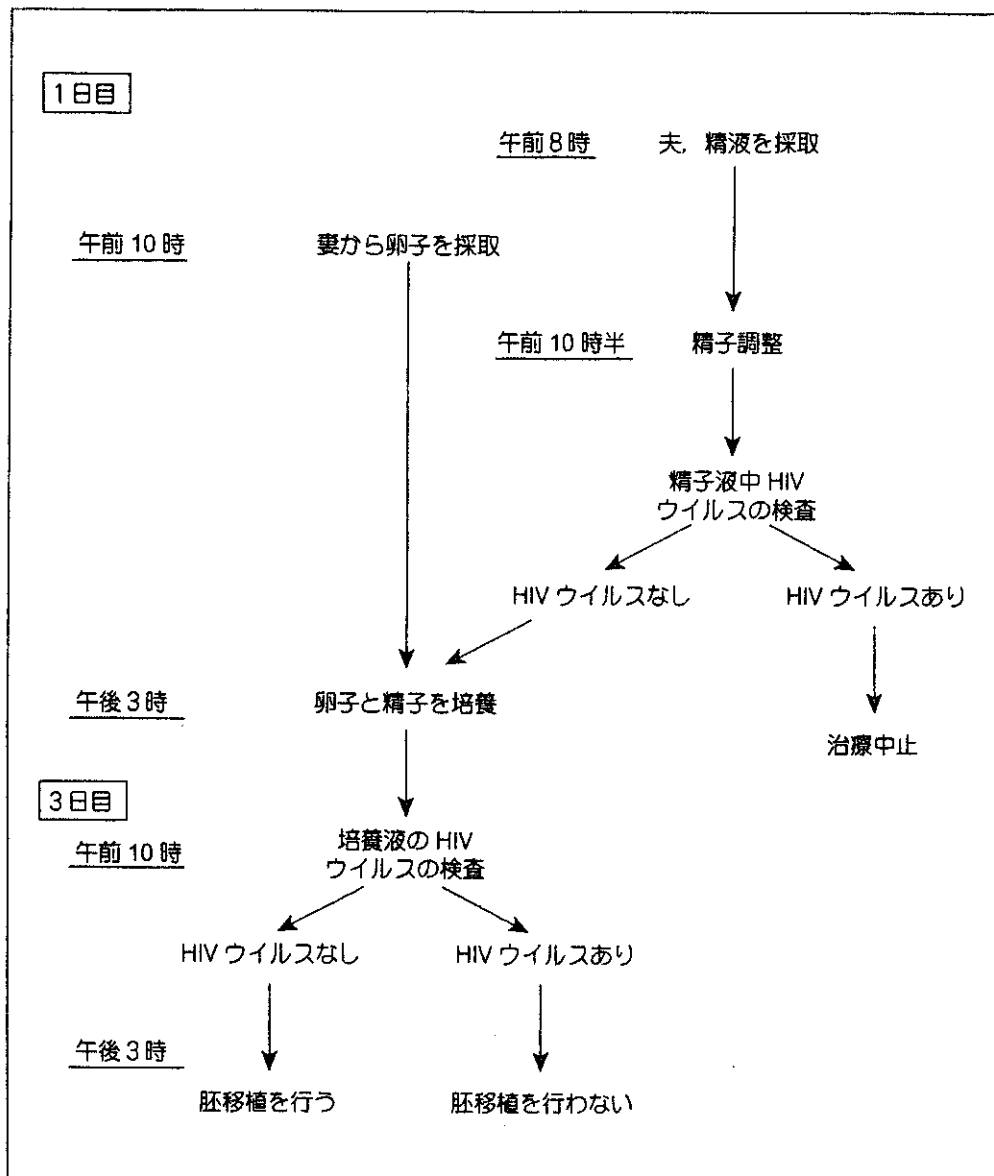 1日目
午前8時 夫,精液を採取
午前10時 妻から卵子を採取
午前10時半 精子調整
精子液中HIV
ウイルスの検査
HIVウイルスなし HIVウイルスあり
午後3時 卵子と精子を培養
治療中止
3日目
午前10時 培養液のHIV
ウイルスの検査
HIVウイルスなし HIVウイルスあり
午後3時
胚移植を行う 胚移植を行わない